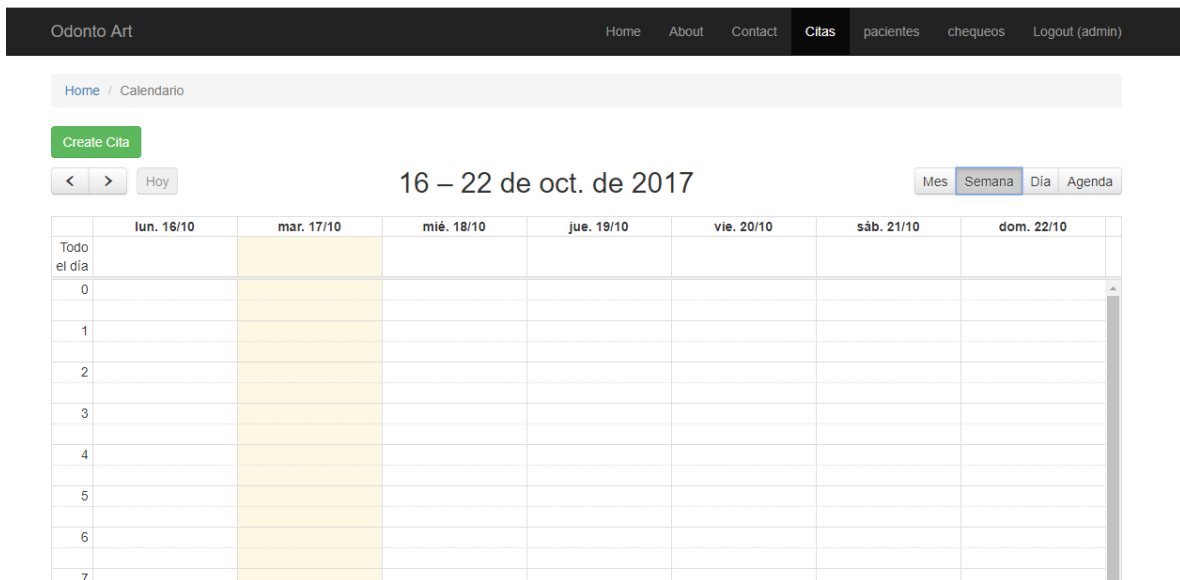 Odonto Art Home About Contact Citas pacientes chequeos Logout (admin)
Home / Calendario
Create Cita
< > Hoy 16 – 22 de oct. de 2017 Mes Semana Día Agenda
lun. 16/10 mar. 17/10 mié. 18/10 jue. 19/10 vie. 20/10 sáb. 21/10 dom. 22/10
Todo
el día
0
1
2
3
4
5
6
7